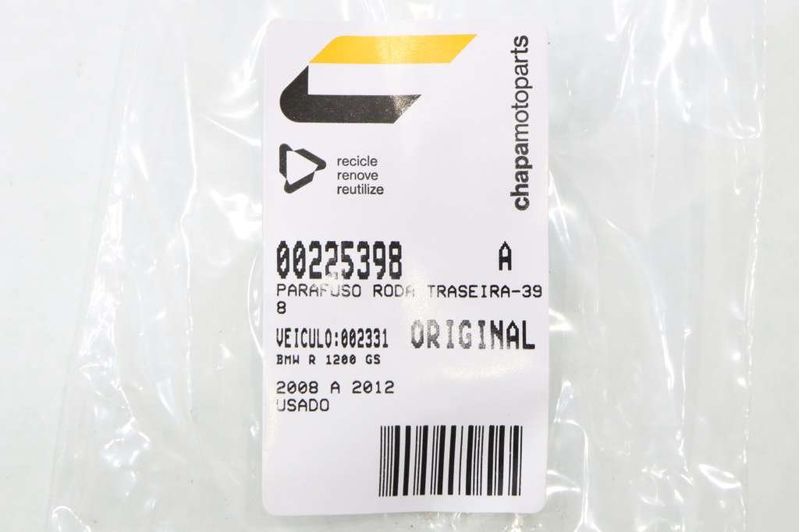 chapamotoparts
recicle
renove
reutilize
00225398 A
PARAFUSO RODA TRASEIRA-39
8
VEICULO:002331 ORIGINAL
BMW R 1200 GS
2008 A 2012
USADO